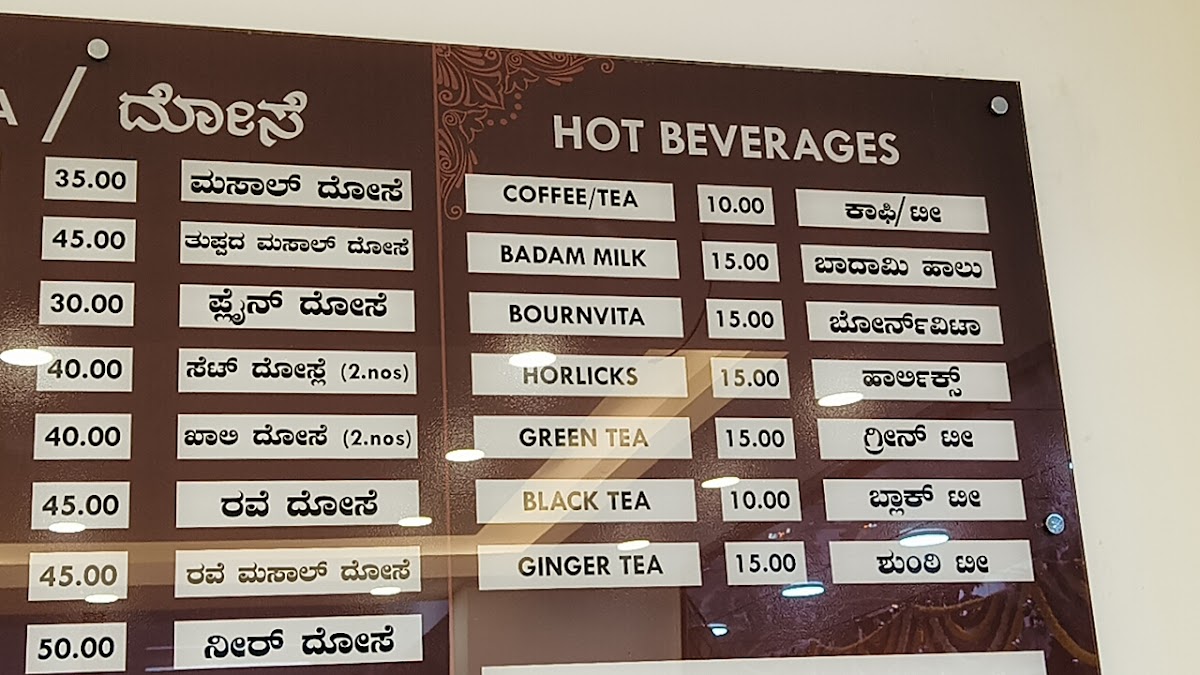 A / ದೋಸೆ
35.00 ಮಸಾಲ್ ದೋಸೆ
45.00 ತುಪ್ಪದ ಮಸಾಲ್ ದೋಸೆ
30.00 ಪ್ಲೈನ್ ದೋಸೆ
40.00 ಸೆಟ್ ದೋಸ್ಲೆ (2.nos)
40.00 ಖಾಲಿ ದೋಸೆ (2.nos)
45.00 ರವೆ ದೋಸೆ
45.00 ರವೆ ಮಸಾಲ್ ದೋಸೆ
50.00 ನೀರ್ ದೋಸೆ
HOT BEVERAGES
COFFEE/TEA 10.00 ಕಾಫಿ/ಟೀ
BADAM MILK 15.00 ಬಾದಾಮಿ ಹಾಲು
BOURNVITA 15.00 ಬೋರ್ನ್‌ವಿಟಾ
HORLICKS 15.00 ಹಾರ್ಲಿಕ್ಸ್
GREEN TEA 15.00 ಗ್ರೀನ್ ಟೀ
BLACK TEA 10.00 ಬ್ಲಾಕ್ ಟೀ
GINGER TEA 15.00 ಶುಂಠಿ ಟೀ